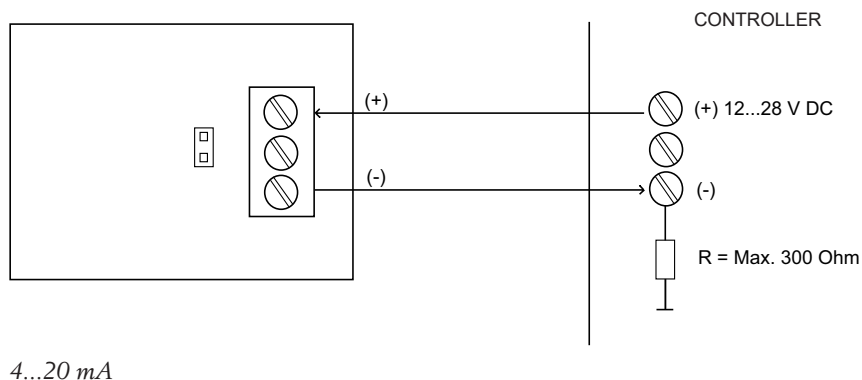 CONTROLLER
(+)
(+) 12...28 V DC
(-)
(-)
R = Max. 300 Ohm
4...20 mA